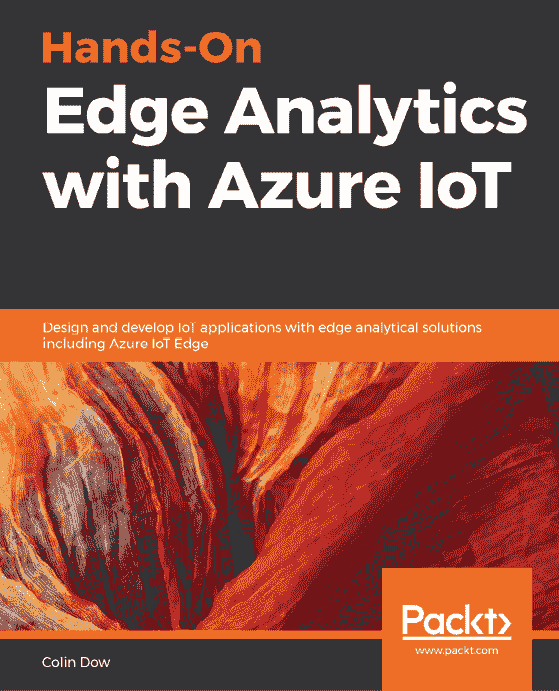 Hands-On
Edge Analytics
with Azure IoT
Design and develop IoT applications with edge analytical solutions
including Azure IoT Edge
Packt>
www.packt.com
Colin Dow